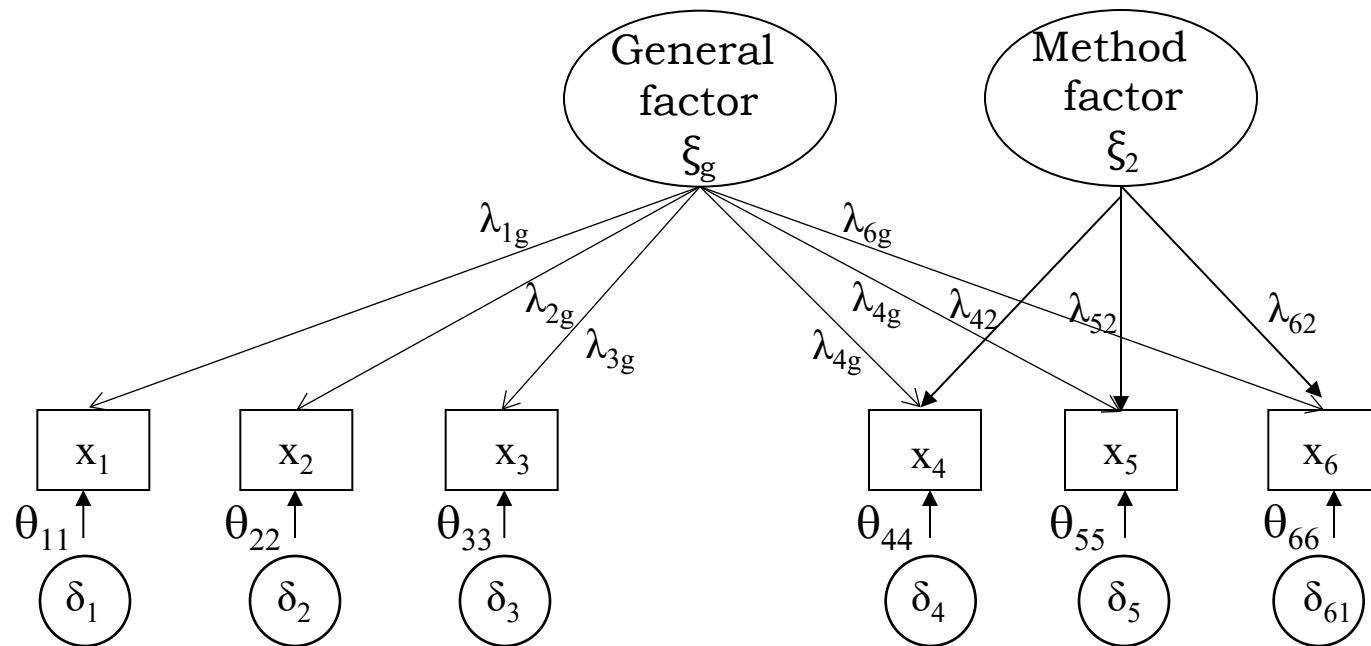 General
factor
ξg
Method
factor
ξ2
λ1g
λ6g
λ2g
λ4g
λ42
λ52
λ62
λ3g
λ4g
x1
x2
x3
x4
x5
x6
θ11
θ22
θ33
θ44
θ55
θ66
δ1
δ2
δ3
δ4
δ5
δ61